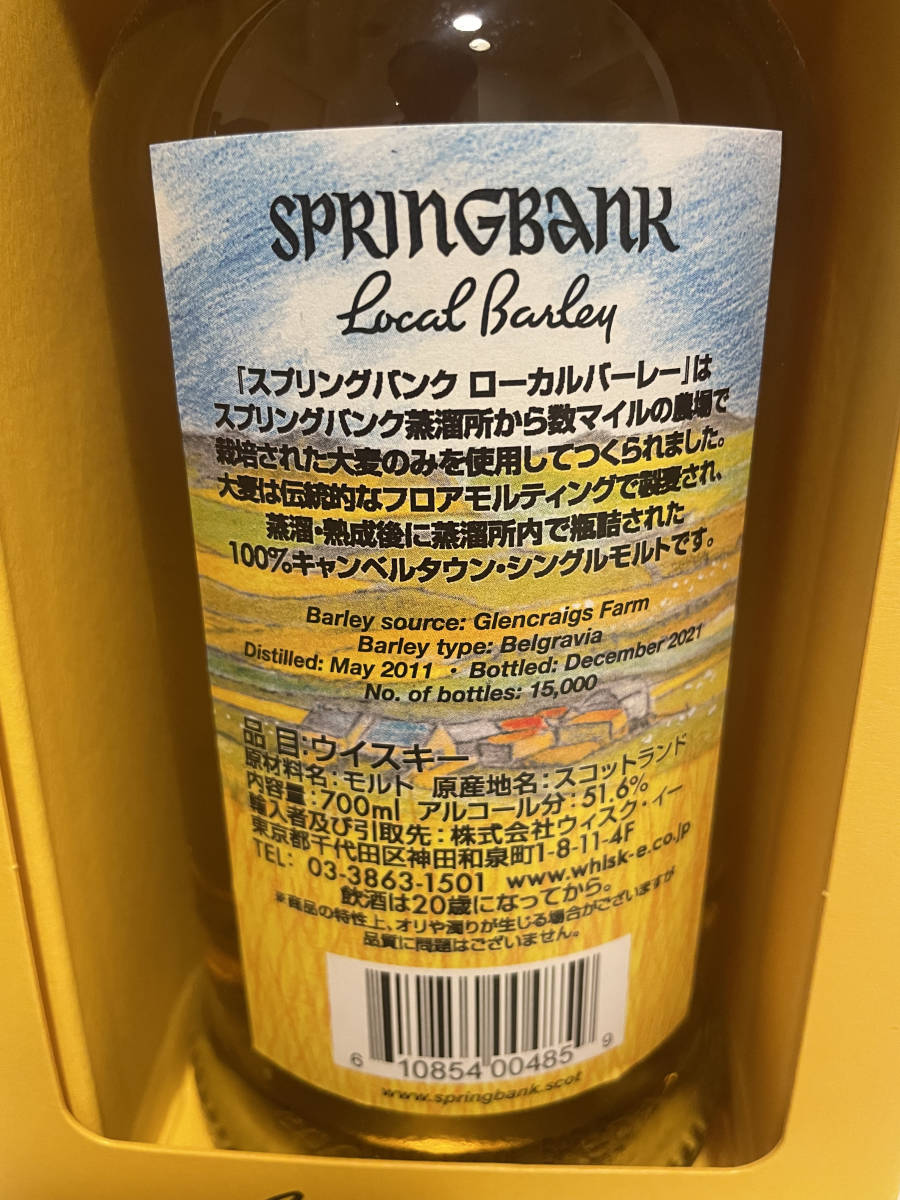 SPRINGBANK
Local Barley
『スプリングバンク ローカルバーレー』は
スプリングバンク蒸溜所から数マイルの農場で
栽培された大麦のみを使用してつくられました。
大麦は伝統的なフロアモルティングで製麦され、
蒸溜・熟成後に蒸溜所内で瓶詰された
100%キャンベルタウン・シングルモルトです。
Barley source: Glencraigs Farm
Barley type: Belgravia
Distilled: May 2011 · Bottled: December 2021
No. of bottles: 15,000
品 目:ウイスキー
原材料名:モルト 原産地名:スコットランド
内容量:700ml アルコール分:51.6%
輸入者及び引取先:株式会社ウィスク・イー
東京都千代田区神田和泉町1-8-11-4F
TEL: 03-3863-1501 www.whisk-e.co.jp
飲酒は20歳になってから。
※商品の特性上、オリや濁りが生じる場合がございますが
品質に問題はございません。
6 10854 00485 9
www.springbank.scot